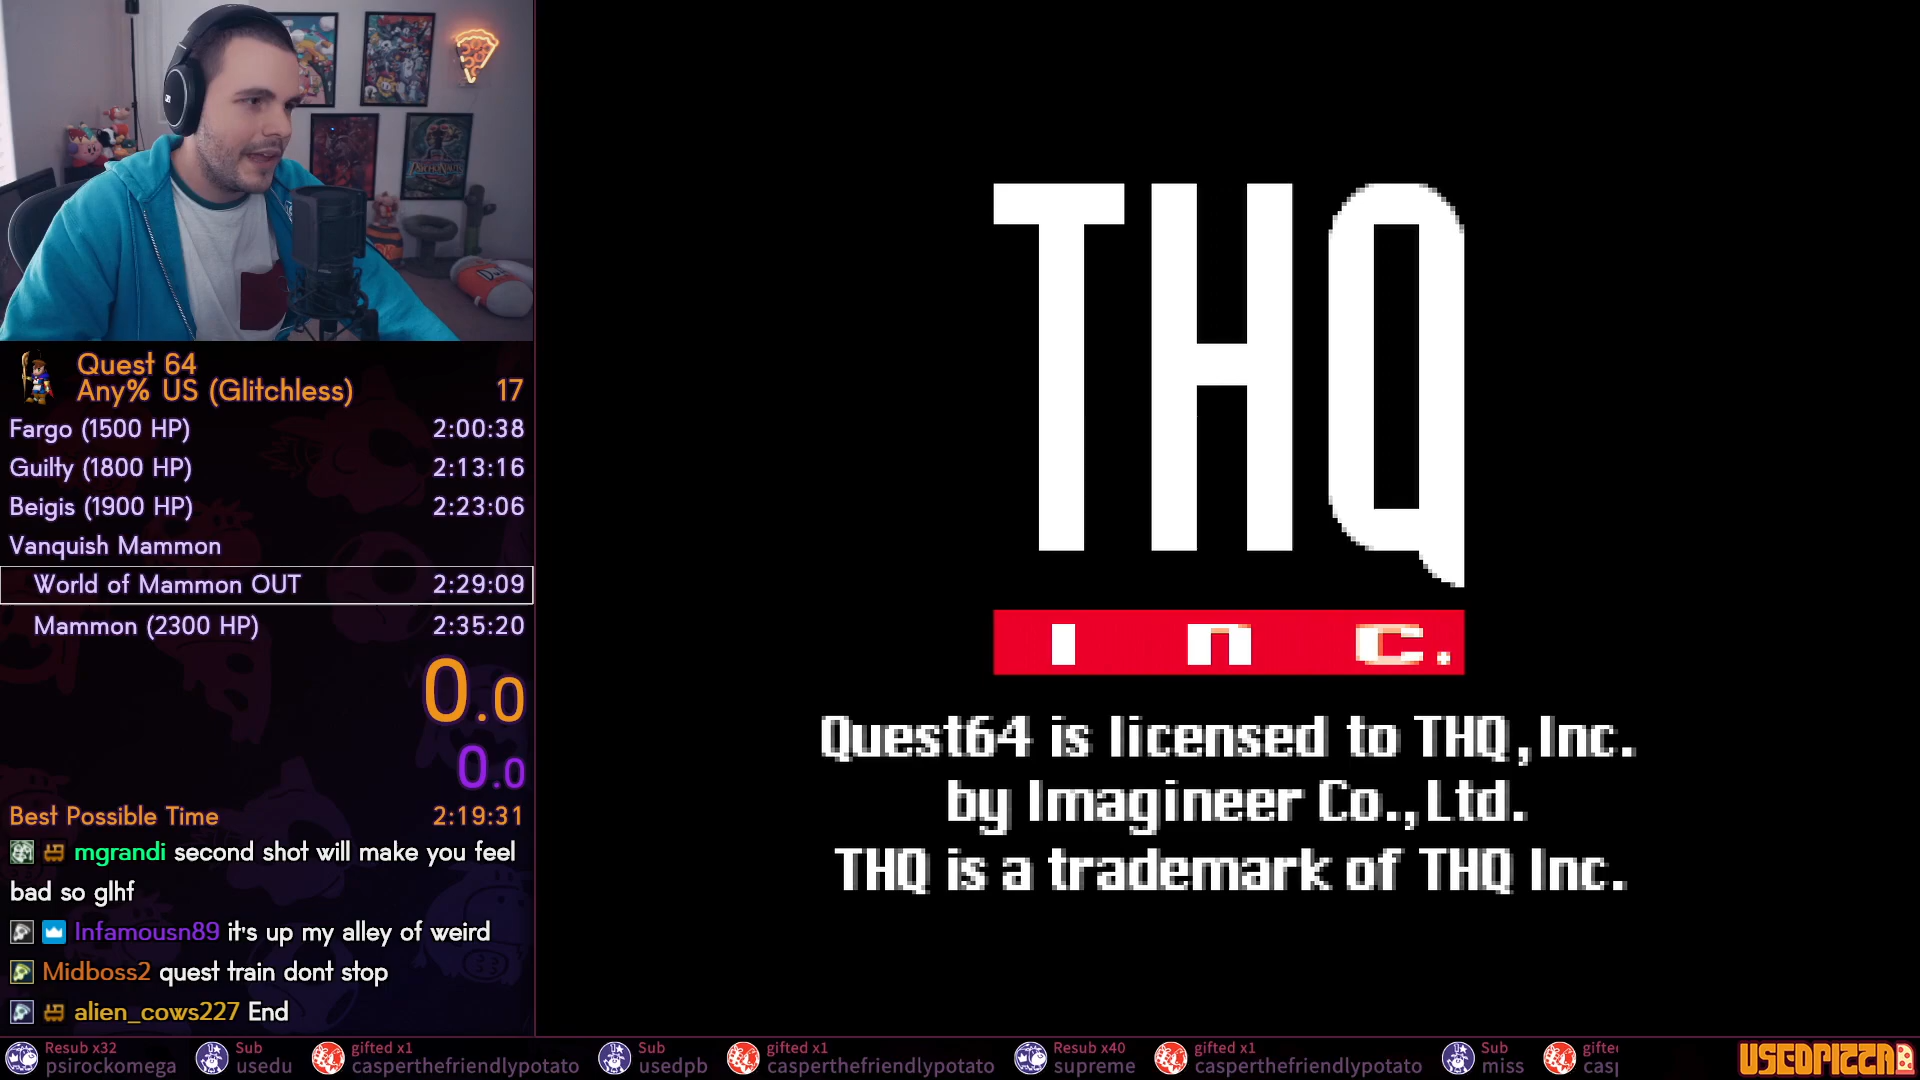 Quest 64
Any% US (Glitchless) 17
Fargo (1500 HP) 2:00:38
Guilty (1800 HP) 2:13:16
Beigis (1900 HP) 2:23:06
Vanquish Mammon
World of Mammon OUT 2:29:09
Mammon (2300 HP) 2:35:20
0.0
0.0
Best Possible Time 2:19:31
mgrandi second shot will make you feel
bad so glhf
Infamousn89 it's up my alley of weird
Midboss2 quest train dont stop
alien_cows227 End
THQ
Inc.
Quest64 is licensed to THQ,Inc.
by Imagineer Co.,Ltd.
THQ is a trademark of THQ Inc.
Resub x32
psirockomega
Sub
usedu
gifted x1
casperthefriendlypotato
Sub
usedpb
gifted x1
casperthefriendlypotato
Resub x40
supreme
gifted x1
casperthefriendlypotato
Sub
miss
gifte
casp
USEDPIZZA